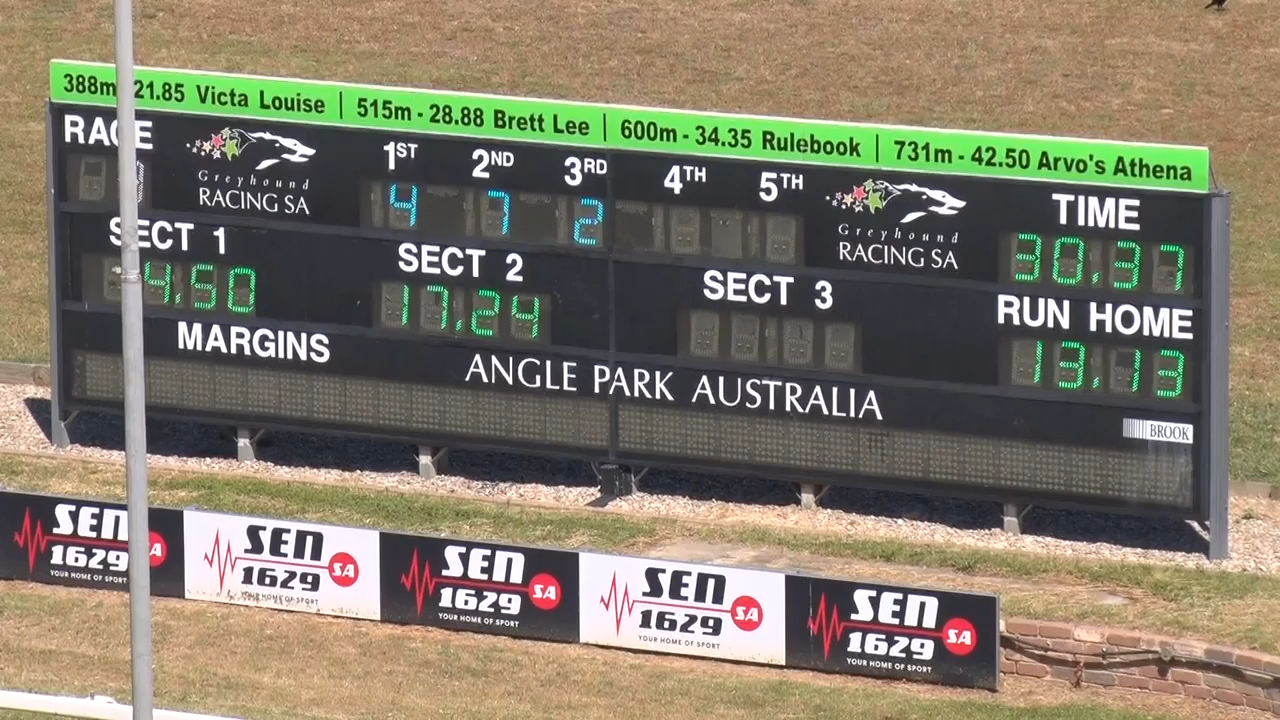 388m 21.85 Victa Louise | 515m - 28.88 Brett Lee | 600m - 34.35 Rulebook | 731m - 42.50 Arvo's Athena
RACE
Greyhound
RACING SA
1ST 2ND 3RD 4TH 5TH
4 7 2
Greyhound
RACING SA
TIME
30.37
SECT 1
4.50
SECT 2
17.24
SECT 3
RUN HOME
13.13
MARGINS
ANGLE PARK AUSTRALIA
BROOK
SEN
1629
SA
YOUR HOME OF SPORT
SEN
1629
SA
YOUR HOME OF SPORT
SEN
1629
SA
YOUR HOME OF SPORT
SEN
1629
SA
YOUR HOME OF SPORT
SEN
1629
SA
YOUR HOME OF SPORT